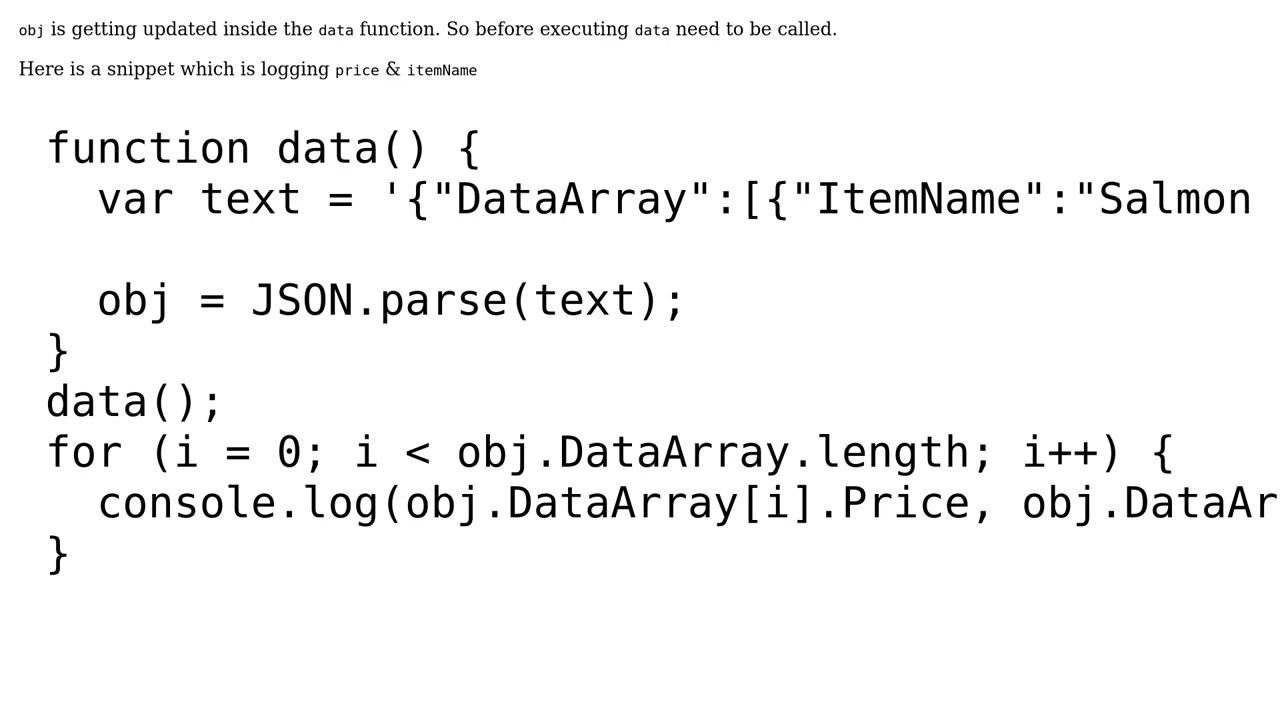 obj is getting updated inside the data function. So before executing data need to be called.
Here is a snippet which is logging price & itemName
function data() {
  var text = '{"DataArray":[{"ItemName":"Salmon
  obj = JSON.parse(text);
}
data();
for (i = 0; i < obj.DataArray.length; i++) {
  console.log(obj.DataArray[i].Price, obj.DataAr
}